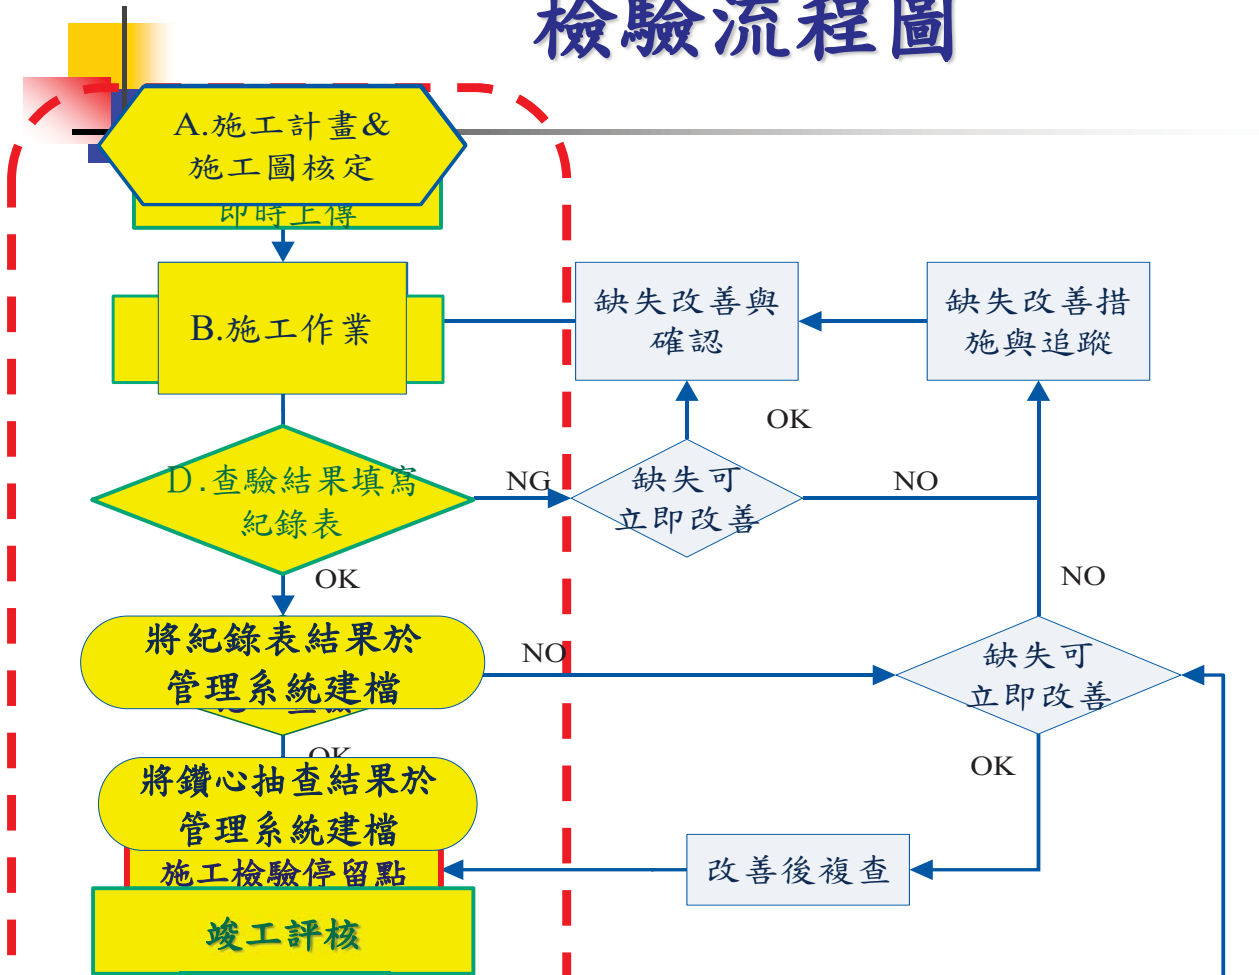 檢驗流程圖
A.施工計畫&
施工圖核定
即時上傳
B.施工作業
缺失改善與
確認
缺失改善措
施與追蹤
OK
D.查驗結果填寫
紀錄表
NG
缺失可
立即改善
NO
OK
NO
將紀錄表結果於
管理系統建檔
NO
缺失可
立即改善
OK
OK
將鑽心抽查結果於
管理系統建檔
施工檢驗停留點
改善後複查
竣工評核